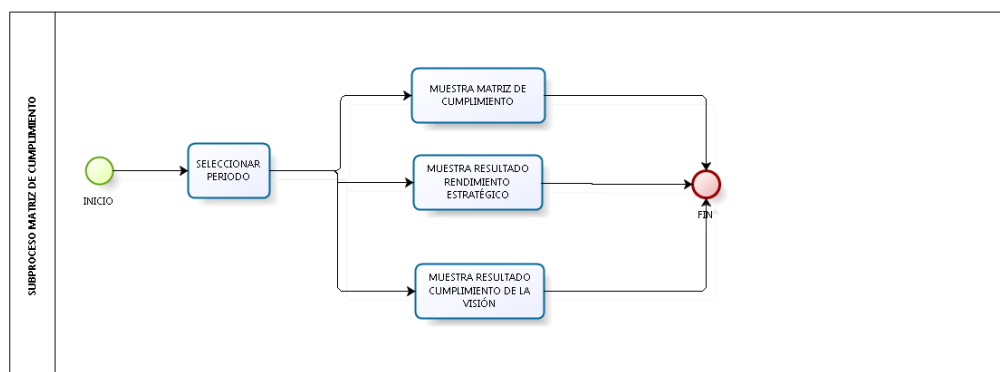 SUBPROCESO MATRIZ DE CUMPLIMIENTO
INICIO
SELECCIONAR
PERIODO
MUESTRA MATRIZ DE
CUMPLIMIENTO
MUESTRA RESULTADO
RENDIMIENTO
ESTRATÉGICO
MUESTRA RESULTADO
CUMPLIMIENTO DE LA
VISIÓN
FIN